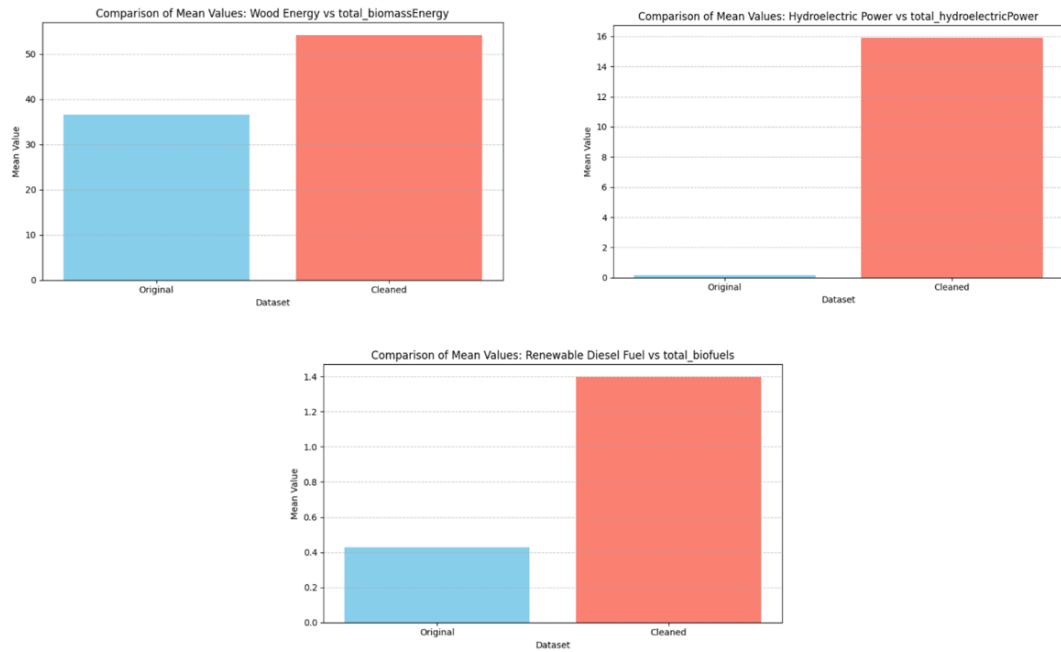 Comparison of Mean Values: Wood Energy vs total_biomassEnergy
50
40
30
20
10
0
Mean Value
Original
Cleaned
Dataset
Comparison of Mean Values: Hydroelectric Power vs total_hydroelectricPower
16
14
12
10
8
6
4
2
0
Mean Value
Original
Cleaned
Dataset
Comparison of Mean Values: Renewable Diesel Fuel vs total_biofuels
1.4
1.2
1.0
0.8
0.6
0.4
0.2
0.0
Mean Value
Original
Cleaned
Dataset